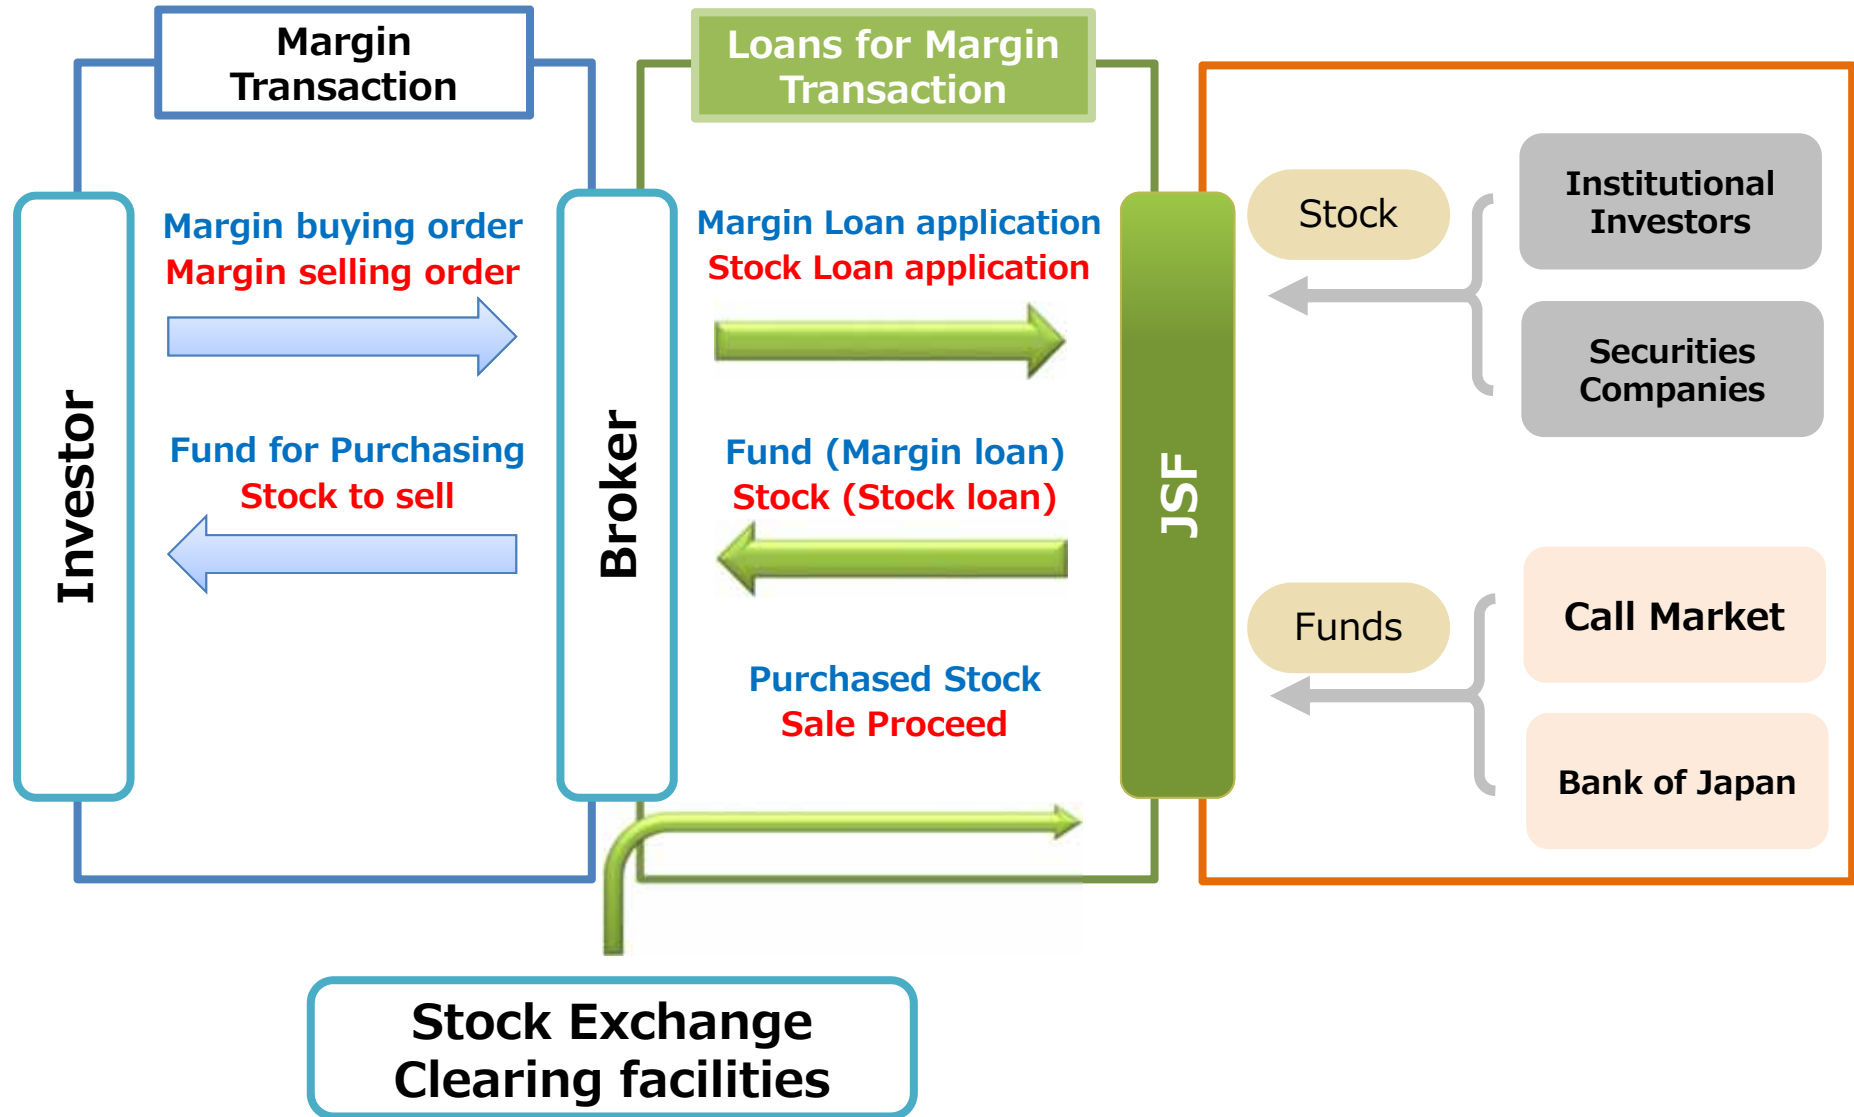 Margin
Transaction
Loans for Margin
Transaction
Investor
Margin buying order
Margin selling order
Fund for Purchasing
Stock to sell
Broker
Margin Loan application
Stock Loan application
Fund (Margin loan)
Stock (Stock loan)
Purchased Stock
Sale Proceed
JSF
Stock
Institutional
Investors
Securities
Companies
Funds
Call Market
Bank of Japan
Stock Exchange
Clearing facilities